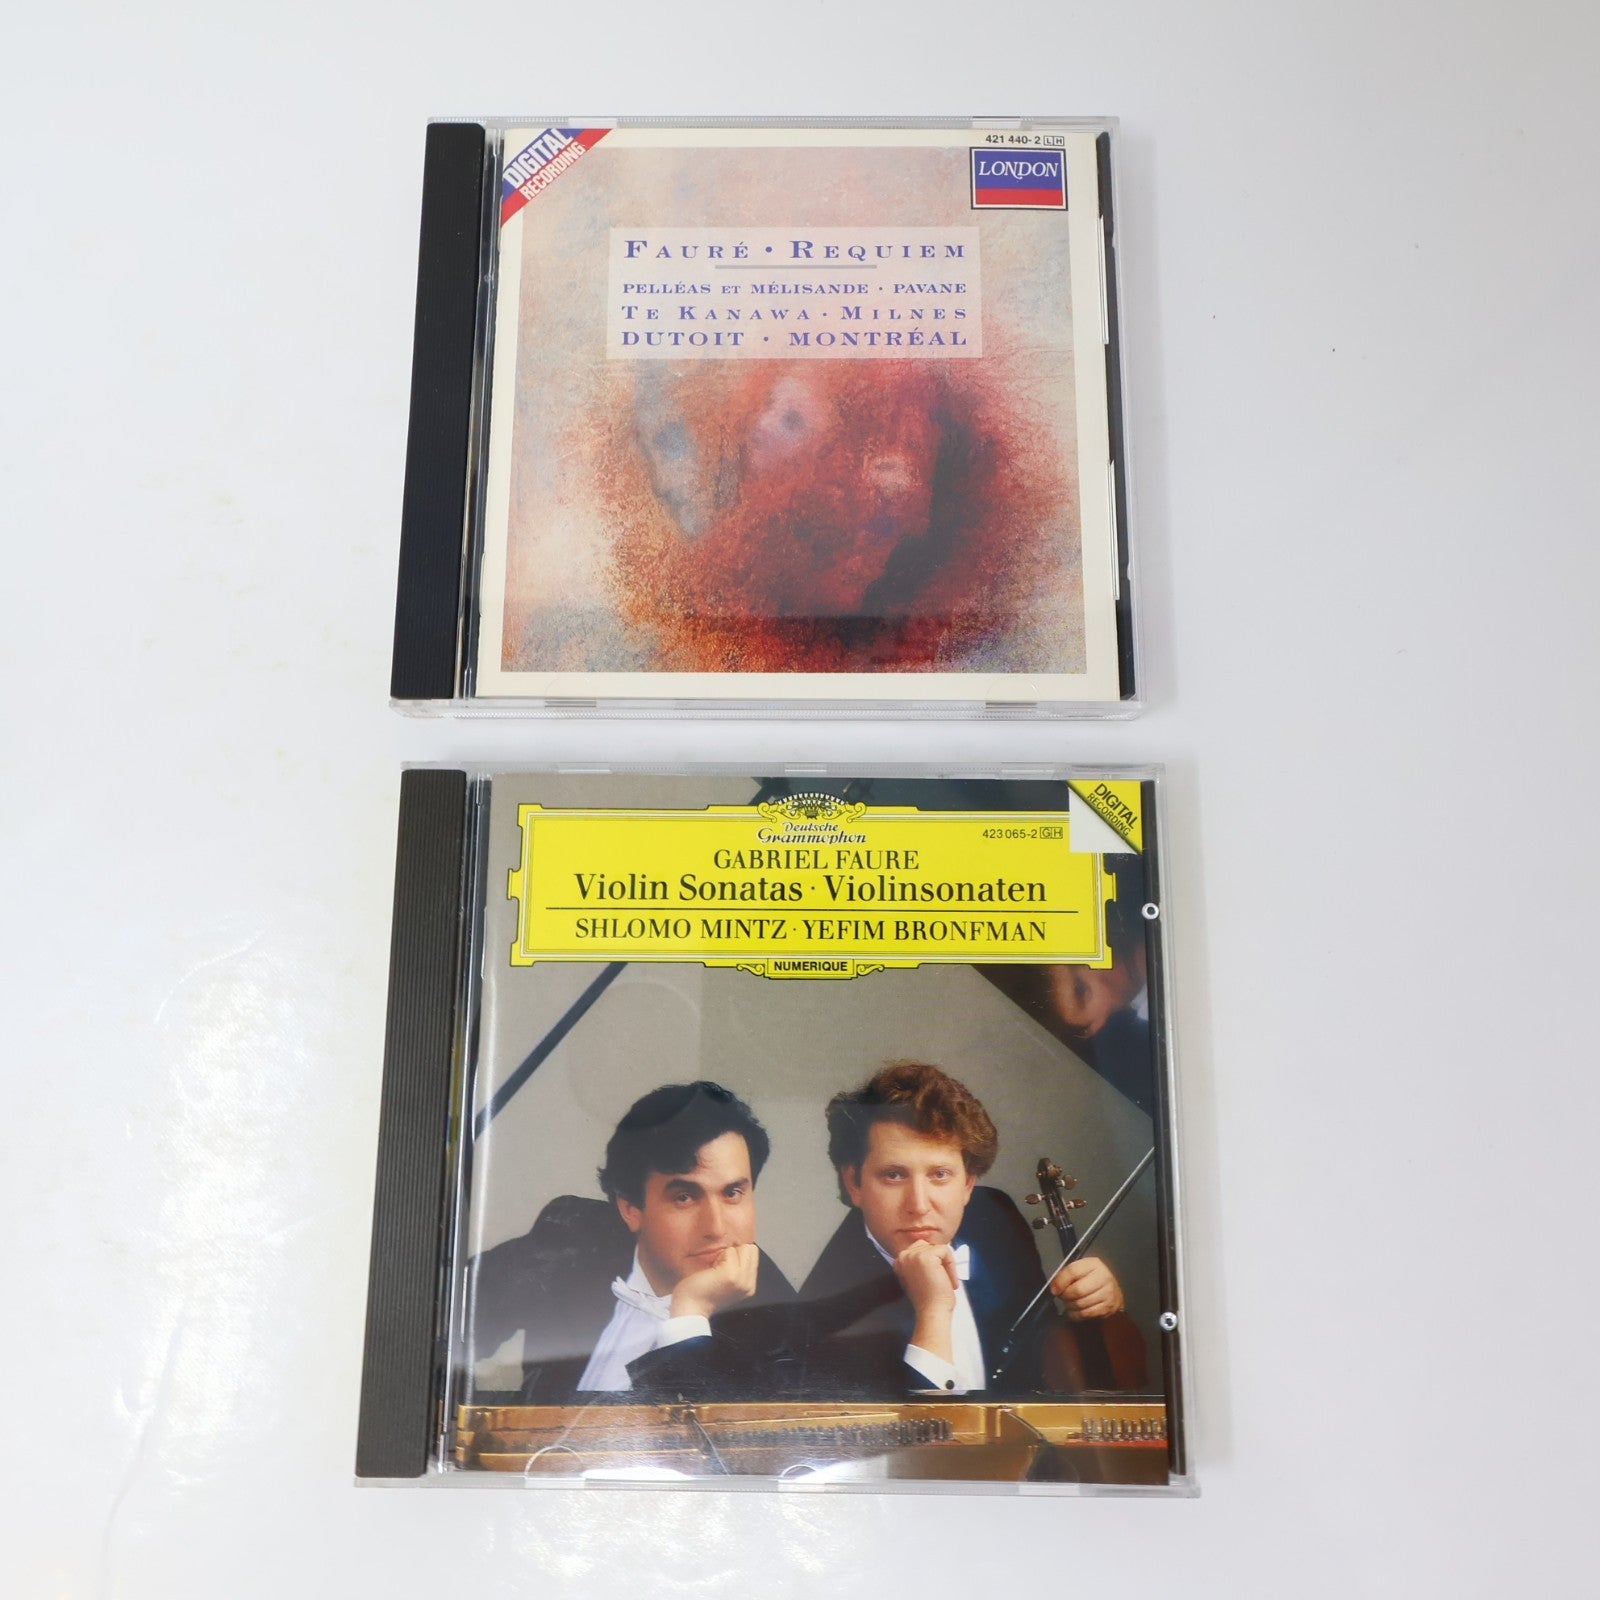 DIGITAL
RECORDING
421 440-2 LH
LONDON
FAURÉ · REQUIEM
PELLÉAS ET MÉLISANDE · PAVANE
TE KANAWA · MILNES
DUTOIT · MONTRÉAL
DIGITAL
RECORDING
Deutsche
Grammophon
423 065-2 GH
GABRIEL FAURE
Violin Sonatas · Violinsonaten
SHLOMO MINTZ · YEFIM BRONFMAN
NUMERIQUE